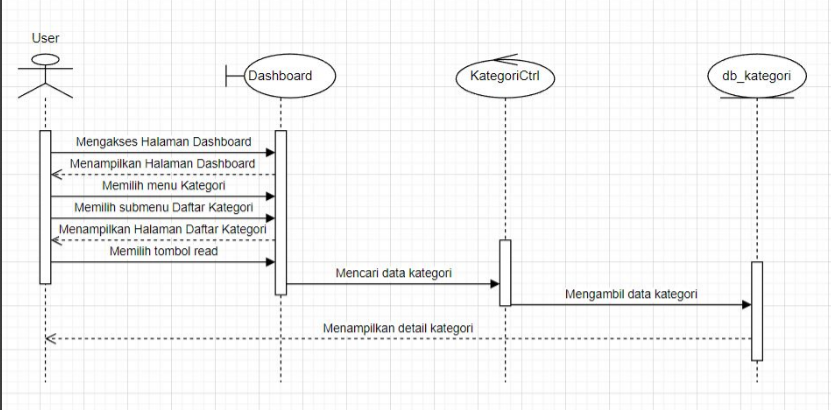 User
Dashboard
KategoriCtrl
db_kategori
Mengakses Halaman Dashboard
Menampilkan Halaman Dashboard
Memilih menu Kategori
Memilih submenu Daftar Kategori
Menampilkan Halaman Daftar Kategori
Memilih tombol read
Mencari data kategori
Mengambil data kategori
Menampilkan detail kategori